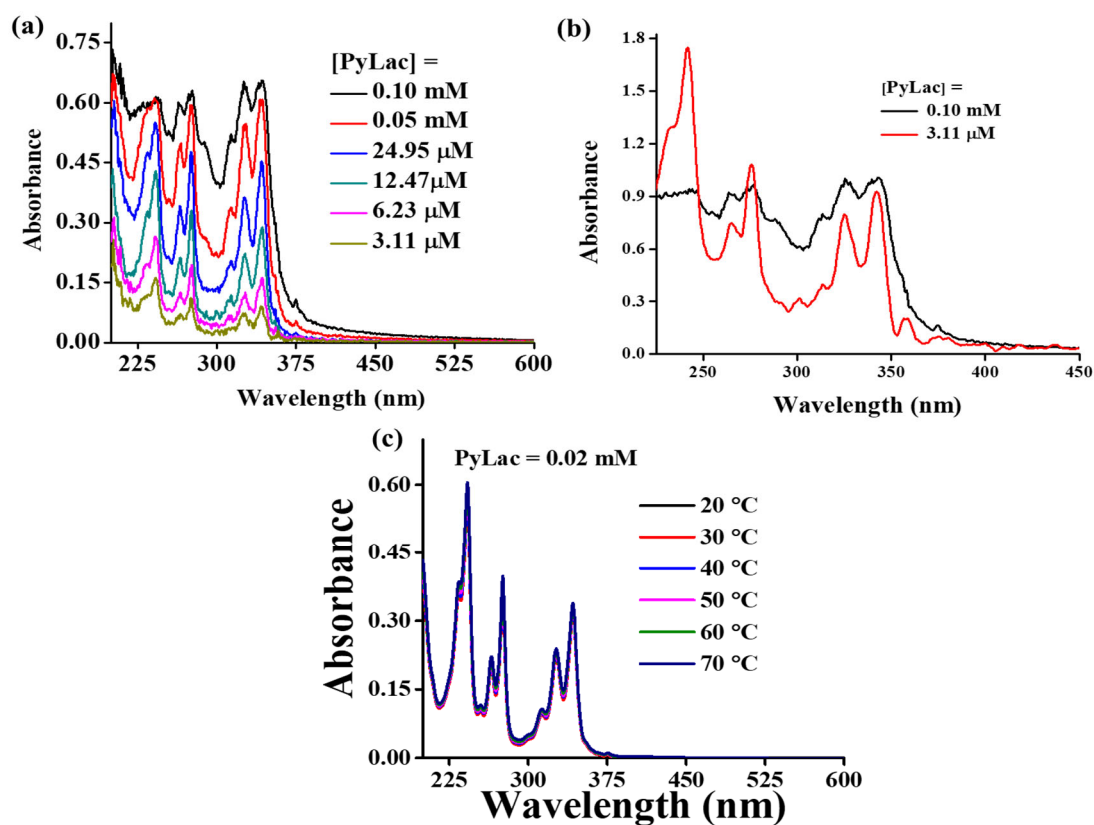 (a)
0.75
0.60
0.45
0.30
0.15
0.00
Absorbance
[PyLac] =
0.10 mM
0.05 mM
24.95 μM
12.47μM
6.23 μM
3.11 μM
225 300 375 450 525 600
Wavelength (nm)
(b)
1.8
1.5
1.2
0.9
0.6
0.3
0.0
Absorbance
[PyLac] =
0.10 mM
3.11 μM
250 300 350 400 450
Wavelength (nm)
(c)
PyLac = 0.02 mM
0.60
0.45
0.30
0.15
0.00
Absorbance
20 °C
30 °C
40 °C
50 °C
60 °C
70 °C
225 300 375 450 525 600
Wavelength (nm)